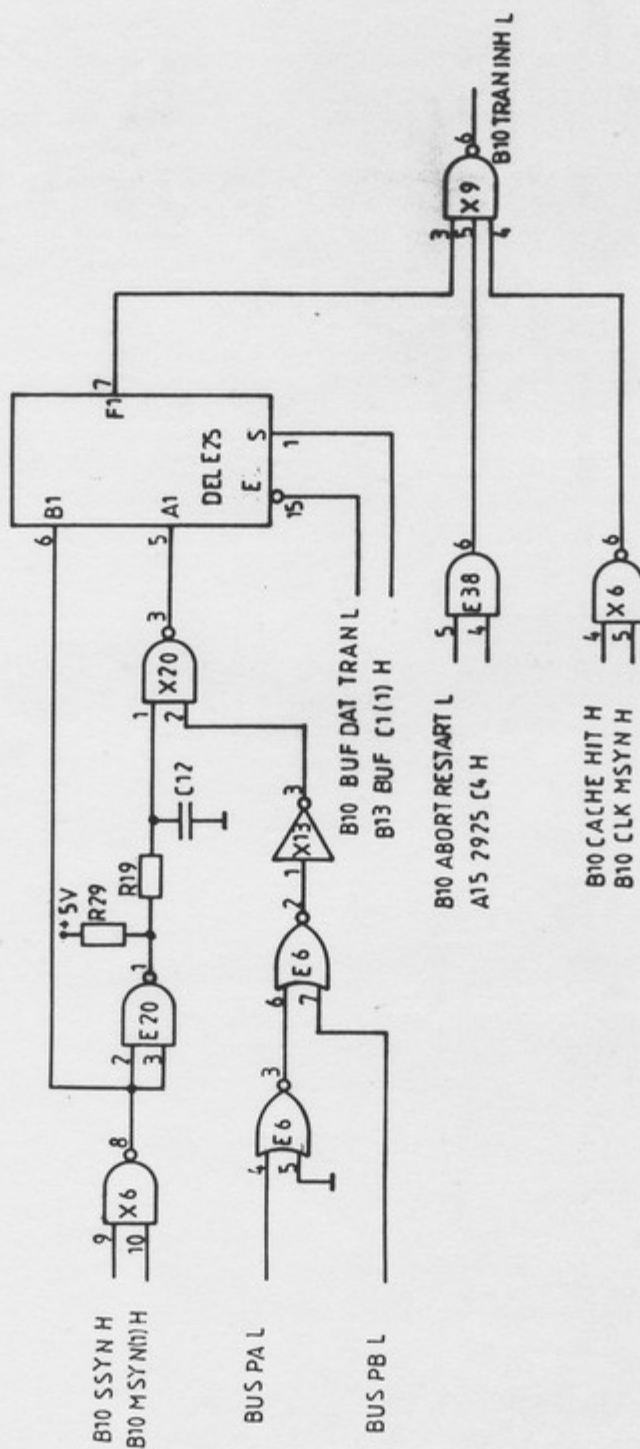 B10 SSYN H
B10 MSYN(1) H
9
10
X6
8
2
3
E20
1
+5V
R29
R19
C12
1
2
X20
3
6
B1
5
A1
F1
7
DEL E75
E
S
15
1
BUS PA L
4
5
E6
3
BUS PB L
6
7
E6
2
1
X13
3
B10 BUF DAT TRAN L
B13 BUF C1(1) H
B10 ABORT RESTART L
A15 2925 C4 H
5
4
E38
6
B10 CACHE HIT H
B10 CLK MSYN H
4
5
X6
6
3
5
4
X9
6
B10 TRAN INH L